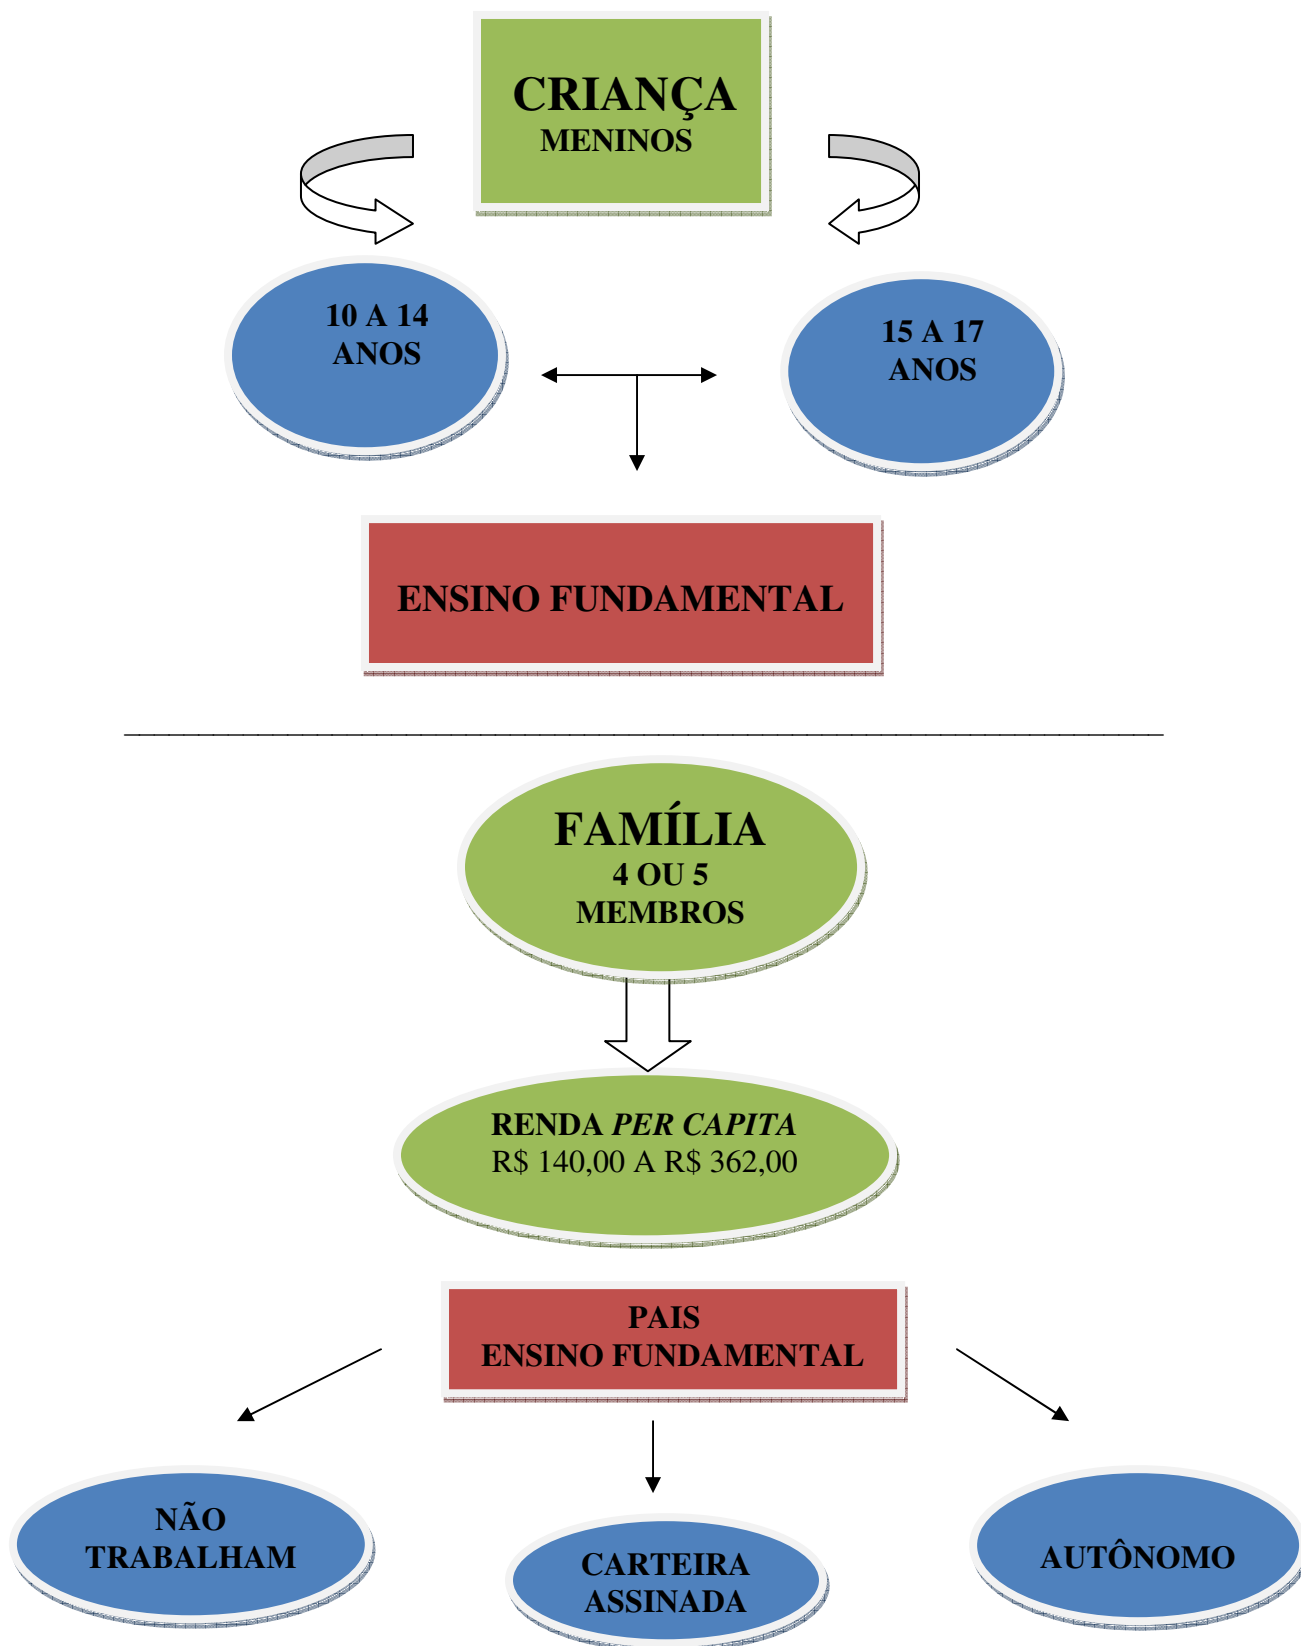 CRIANÇA
MENINOS
10 A 14
ANOS
15 A 17
ANOS
ENSINO FUNDAMENTAL
FAMÍLIA
4 OU 5
MEMBROS
RENDA PER CAPITA
R$ 140,00 A R$ 362,00
PAIS
ENSINO FUNDAMENTAL
NÃO
TRABALHAM
CARTEIRA
ASSINADA
AUTÔNOMO